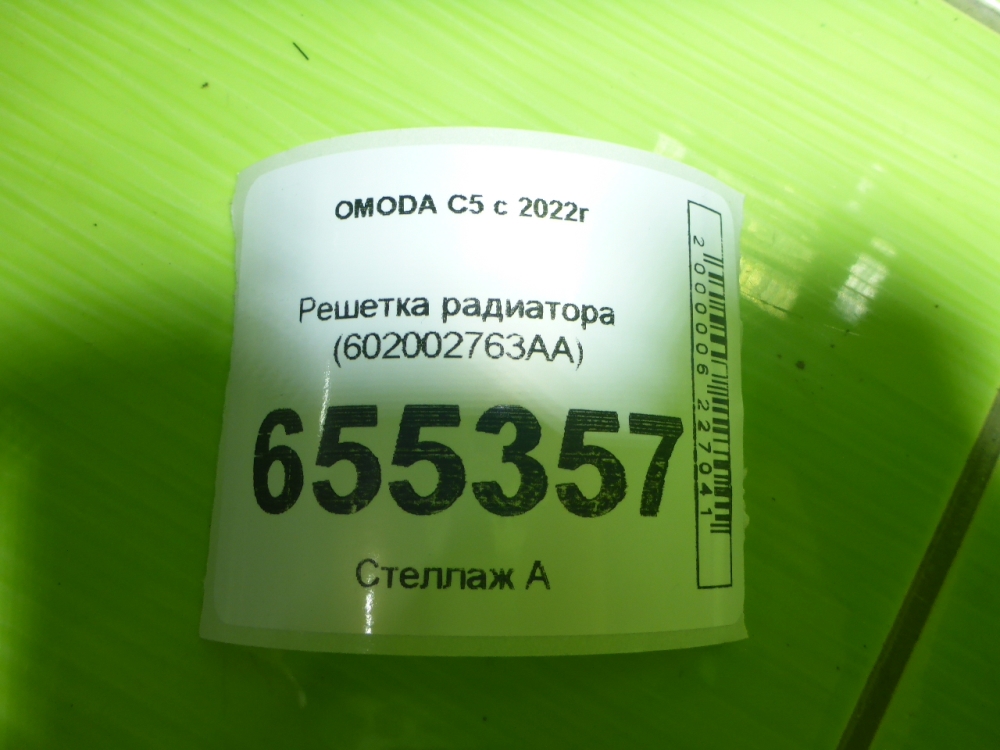 OMODA C5 с 2022г
Решетка радиатора
(602002763AA)
655357
Стеллаж А
2000006227041